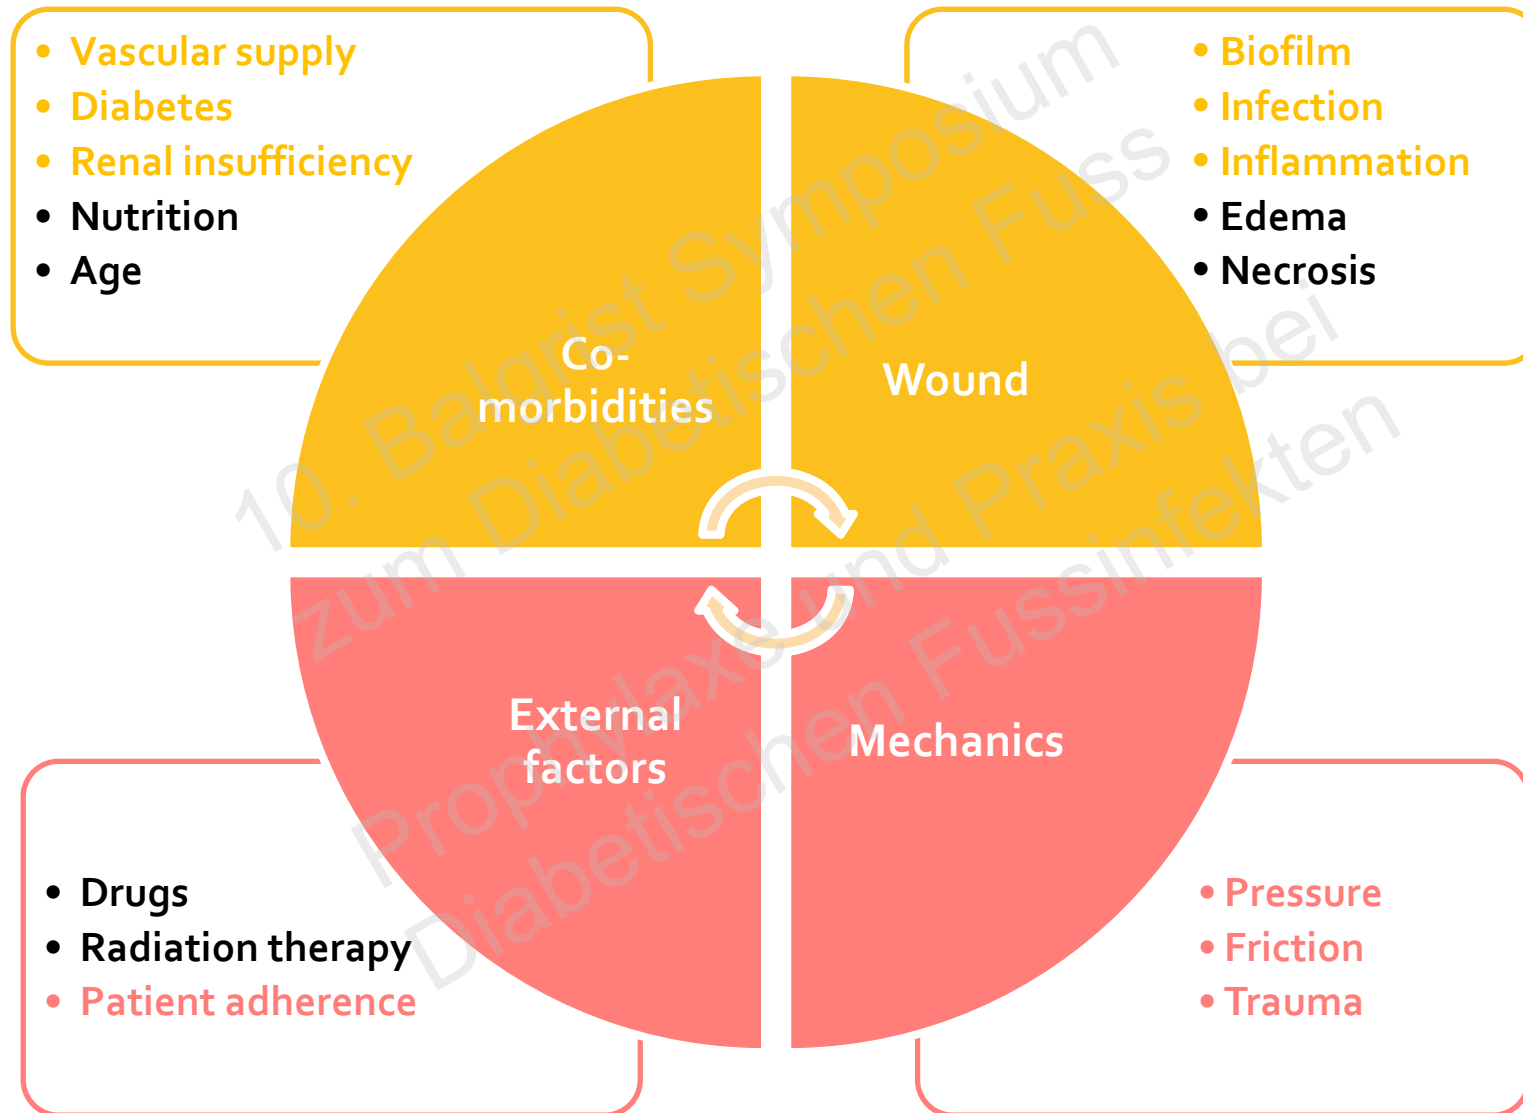 • Vascular supply
• Diabetes
• Renal insufficiency
• Nutrition
• Age
• Biofilm
• Infection
• Inflammation
• Edema
• Necrosis
Co-
morbidities
Wound
External
factors
Mechanics
• Drugs
• Radiation therapy
• Patient adherence
• Pressure
• Friction
• Trauma
10. Balgrist Symposium
zum Diabetischen Fuss
Prophylaxe und Praxis bei
Diabetischen Fussinfekten